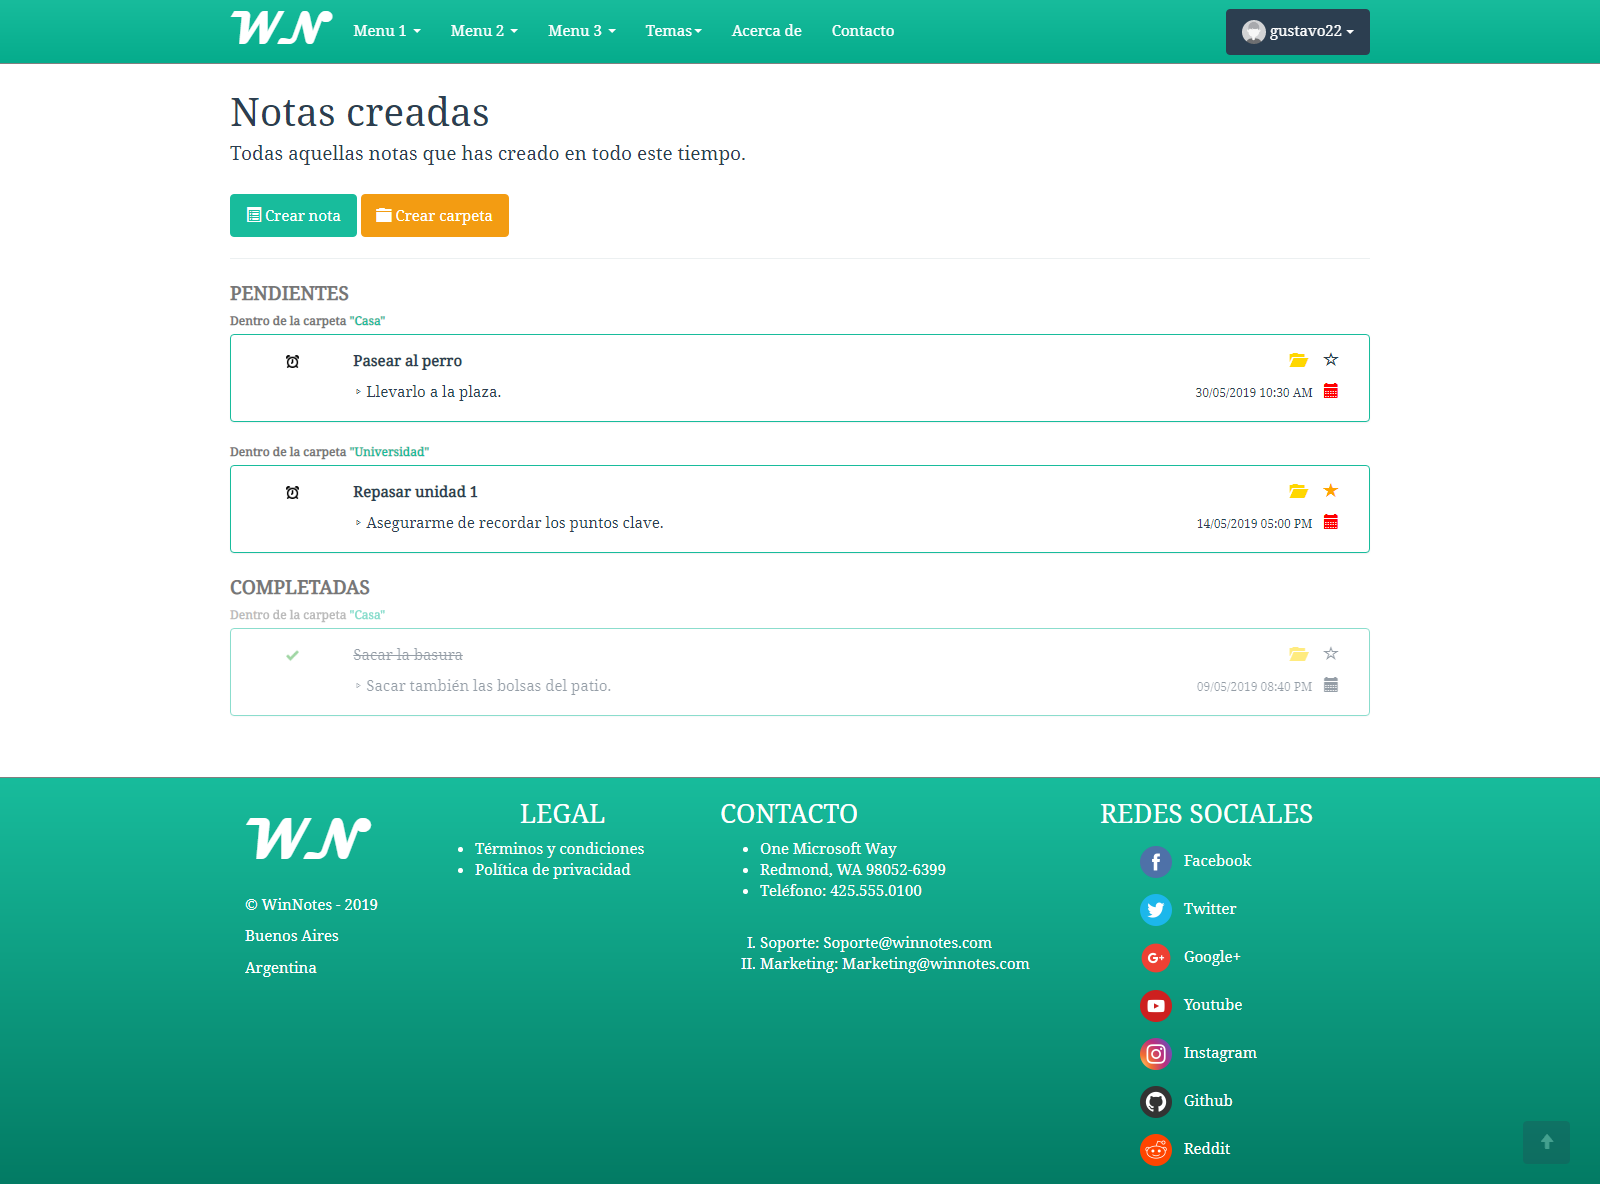 WN Menu 1 Menu 2 Menu 3 Temas Acerca de Contacto gustavo22
Notas creadas
Todas aquellas notas que has creado en todo este tiempo.
Crear nota Crear carpeta
PENDIENTES
Dentro de la carpeta "Casa"
Pasear al perro
Llevarlo a la plaza. 30/05/2019 10:30 AM
Dentro de la carpeta "Universidad"
Repasar unidad 1
Asegurarme de recordar los puntos clave. 14/05/2019 05:00 PM
COMPLETADAS
Dentro de la carpeta "Casa"
Sacar la basura
Sacar también las bolsas del patio. 09/05/2019 08:40 PM
WN
© WinNotes - 2019
Buenos Aires
Argentina
LEGAL
• Términos y condiciones
• Política de privacidad
CONTACTO
• One Microsoft Way
• Redmond, WA 98052-6399
• Teléfono: 425.555.0100
I. Soporte: Soporte@winnotes.com
II. Marketing: Marketing@winnotes.com
REDES SOCIALES
Facebook
Twitter
Google+
Youtube
Instagram
Github
Reddit